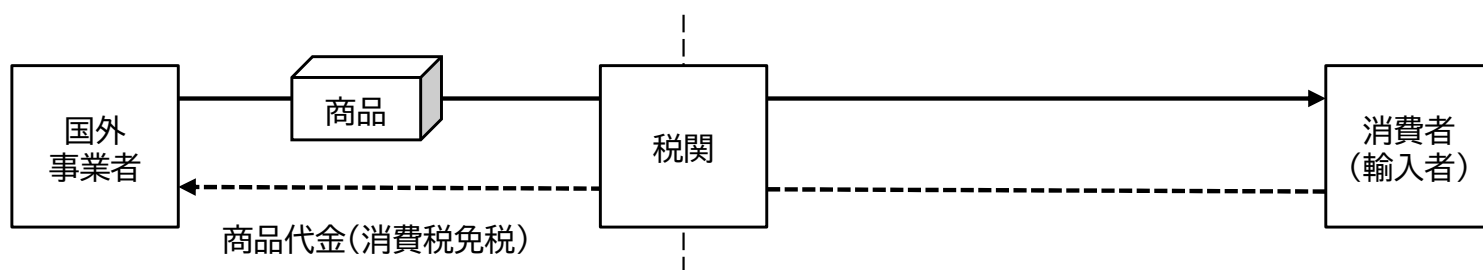 国外
事業者
商品
税関
消費者
（輸入者）
商品代金（消費税免税）